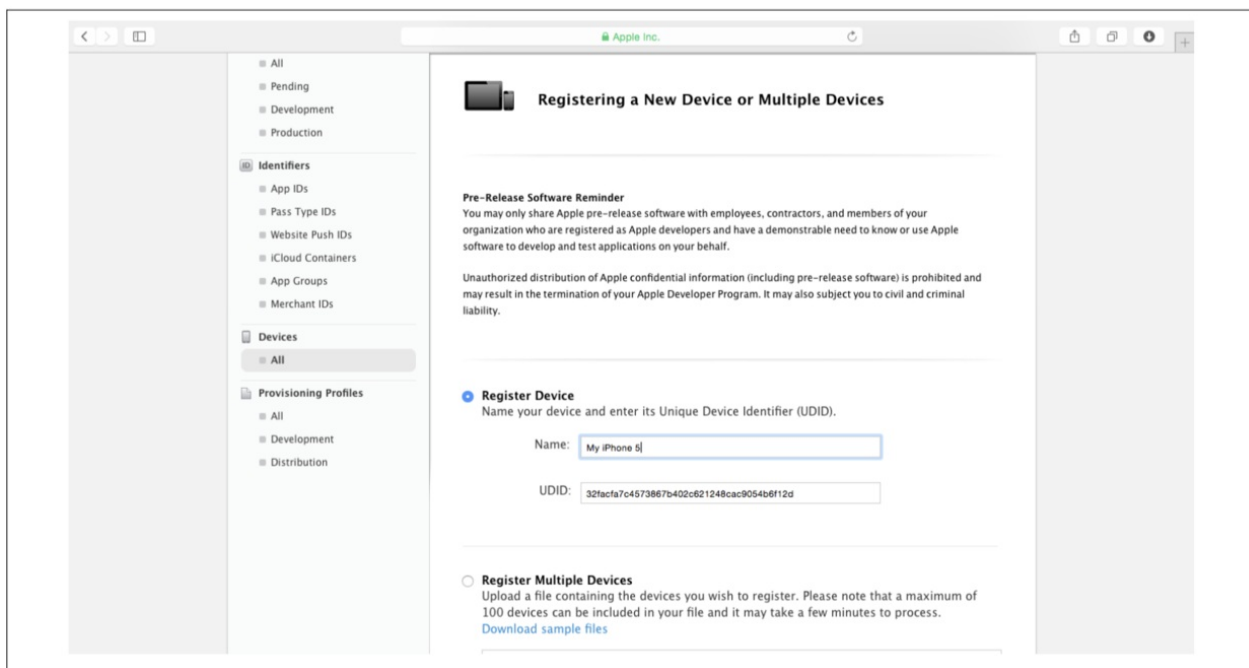 Apple Inc.
All
Pending
Development
Production
ID Identifiers
App IDs
Pass Type IDs
Website Push IDs
iCloud Containers
App Groups
Merchant IDs
Devices
All
Provisioning Profiles
All
Development
Distribution
Registering a New Device or Multiple Devices
Pre-Release Software Reminder
You may only share Apple pre-release software with employees, contractors, and members of your
organization who are registered as Apple developers and have a demonstrable need to know or use Apple
software to develop and test applications on your behalf.
Unauthorized distribution of Apple confidential information (including pre-release software) is prohibited and
may result in the termination of your Apple Developer Program. It may also subject you to civil and criminal
liability.
Register Device
Name your device and enter its Unique Device Identifier (UDID).
Name: My iPhone 5
UDID: 32facfa7c4573867b402c621248cac9054b6f12d
Register Multiple Devices
Upload a file containing the devices you wish to register. Please note that a maximum of
100 devices can be included in your file and it may take a few minutes to process.
Download sample files